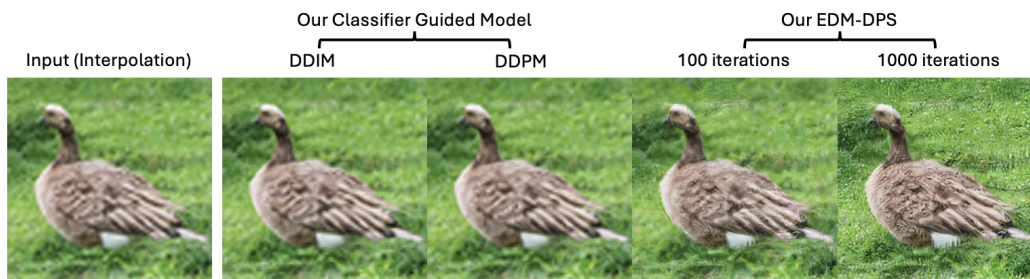 Our Classifier Guided Model
Our EDM-DPS
Input (Interpolation)
DDIM
DDPM
100 iterations
1000 iterations